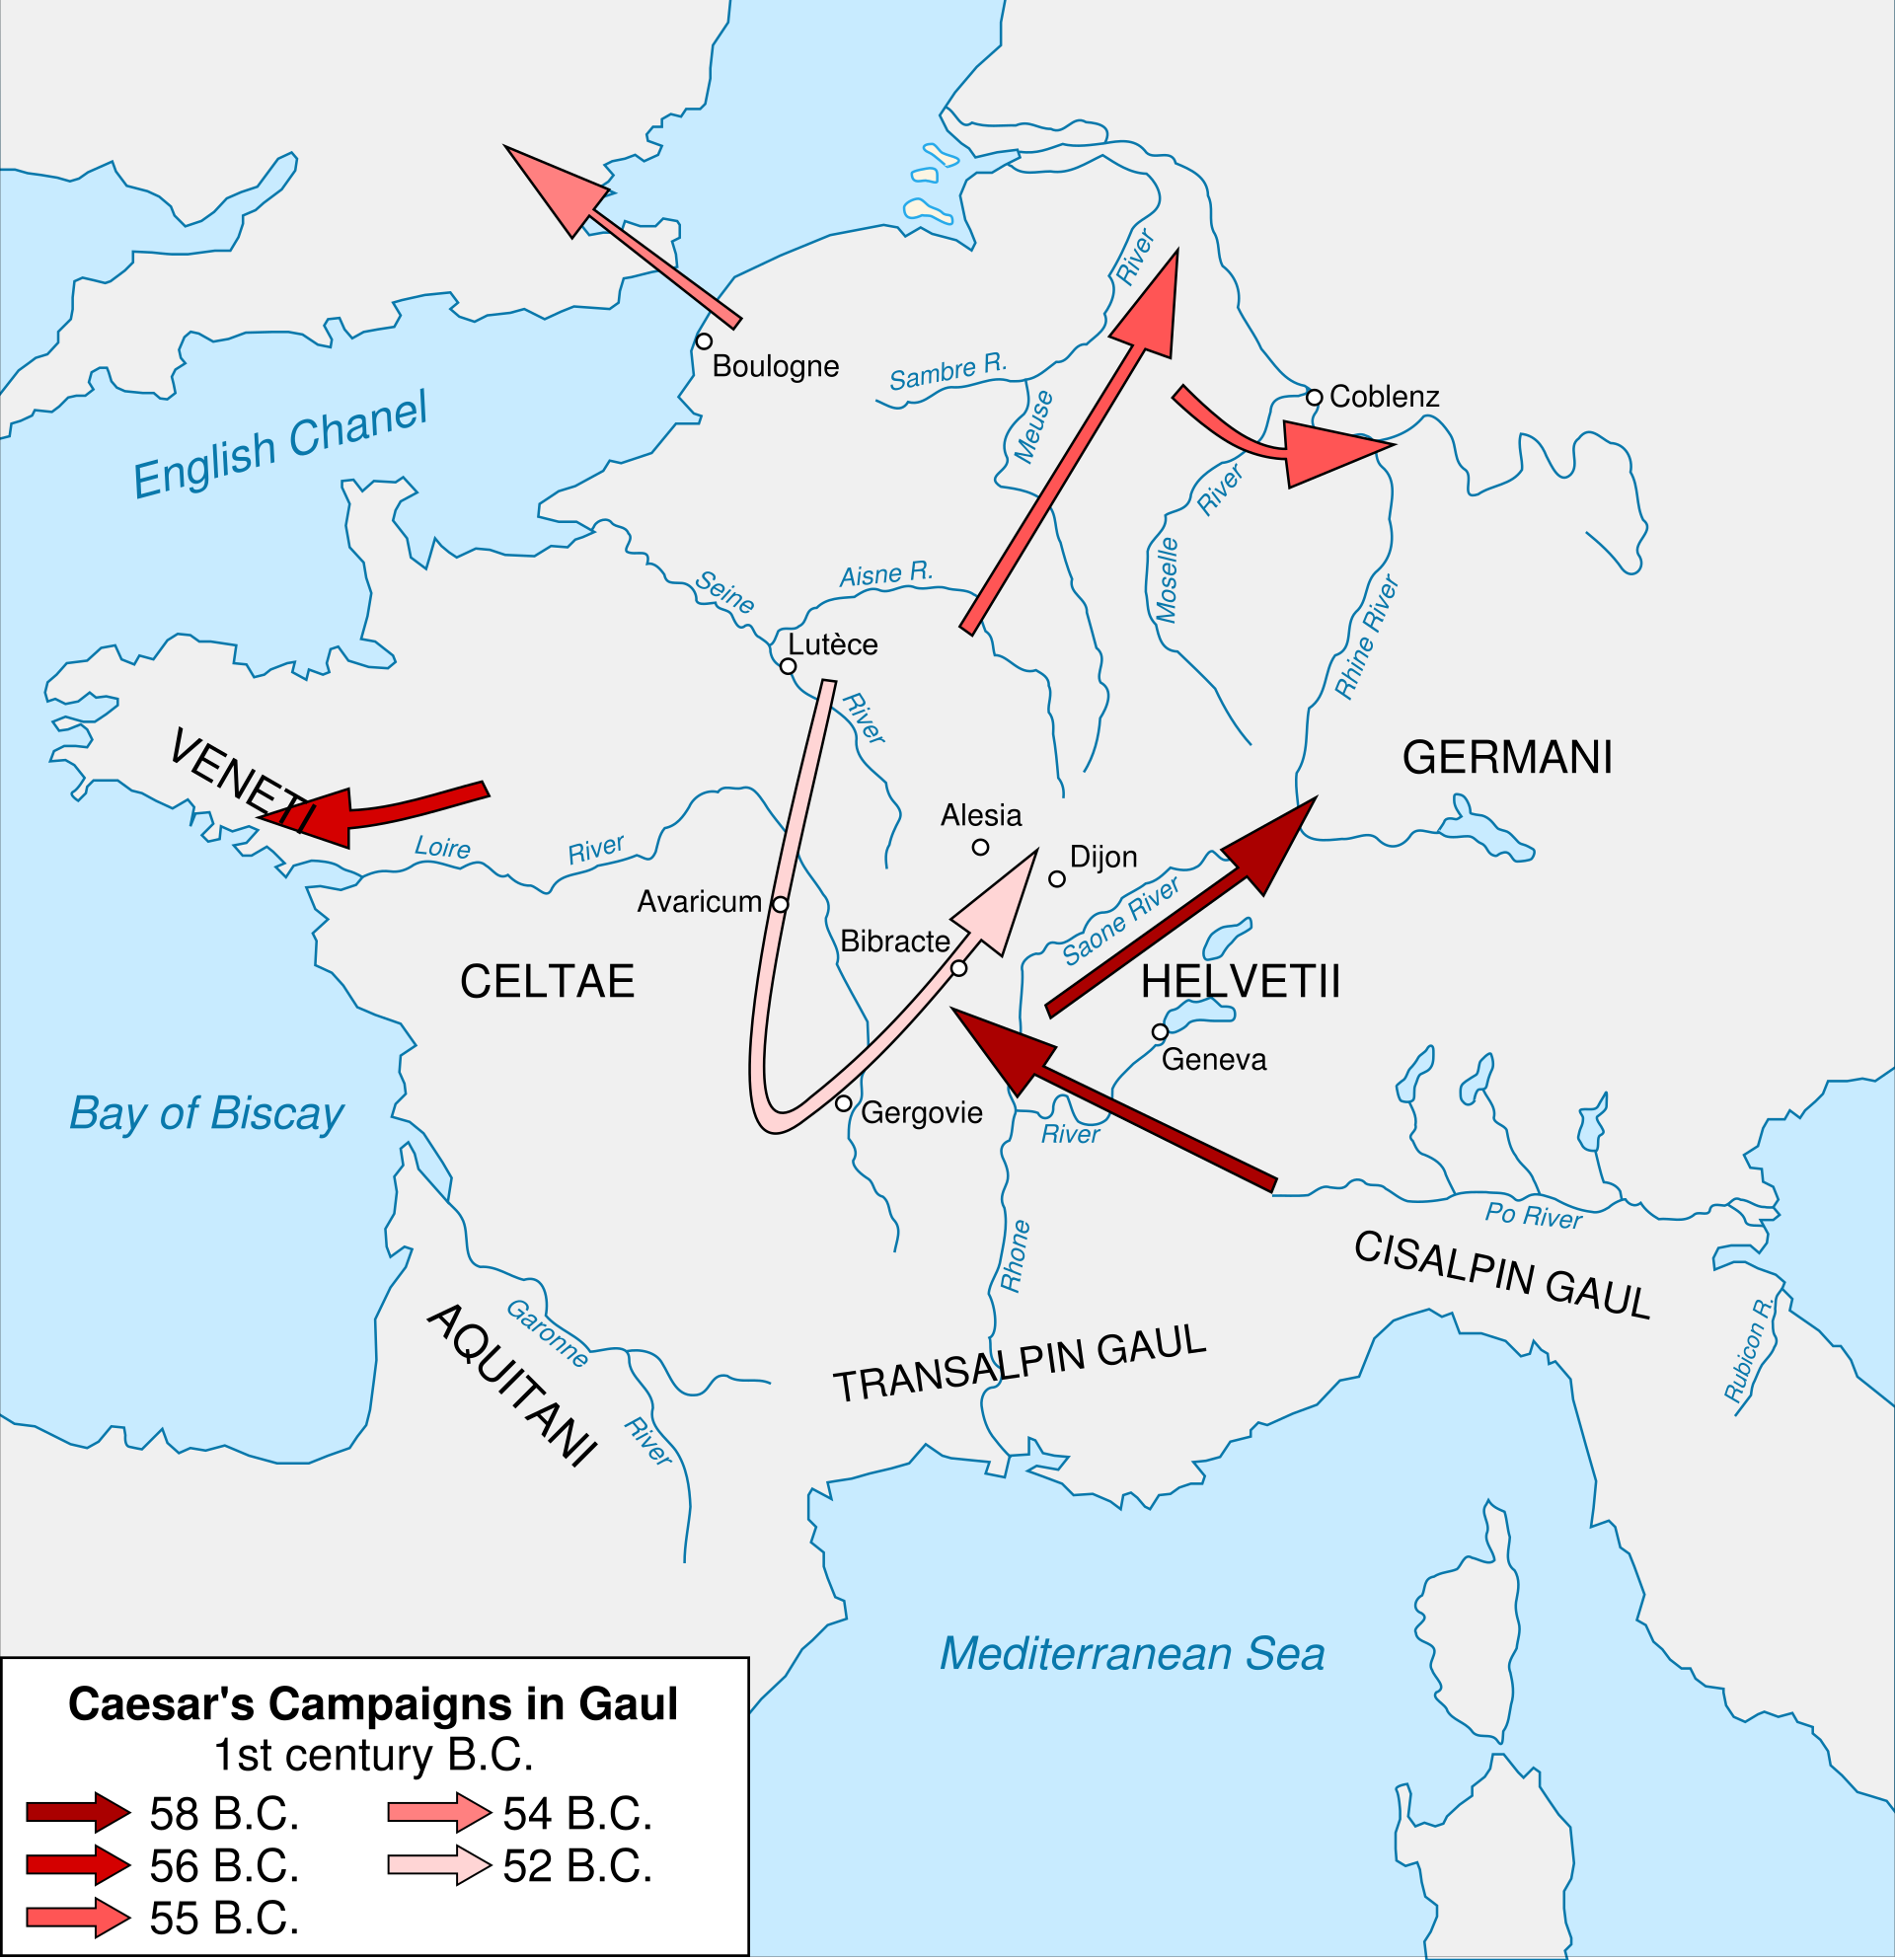 River
Boulogne
Sambre R.
Coblenz
English Chanel
Meuse
River
Seine
Aisne R.
Moselle
Rhine River
Lutèce
River
VENETI
GERMANI
Alesia
Loire
River
Dijon
Avaricum
Saone River
Bibracte
CELTAE
HELVETII
Geneva
Bay of Biscay
Gergovie
River
Po River
Rhone
CISALPIN GAUL
Garonne
AQUITANI
TRANSALPIN GAUL
Rubicon R.
River
Mediterranean Sea
Caesar's Campaigns in Gaul
1st century B.C.
58 B.C.
54 B.C.
56 B.C.
52 B.C.
55 B.C.